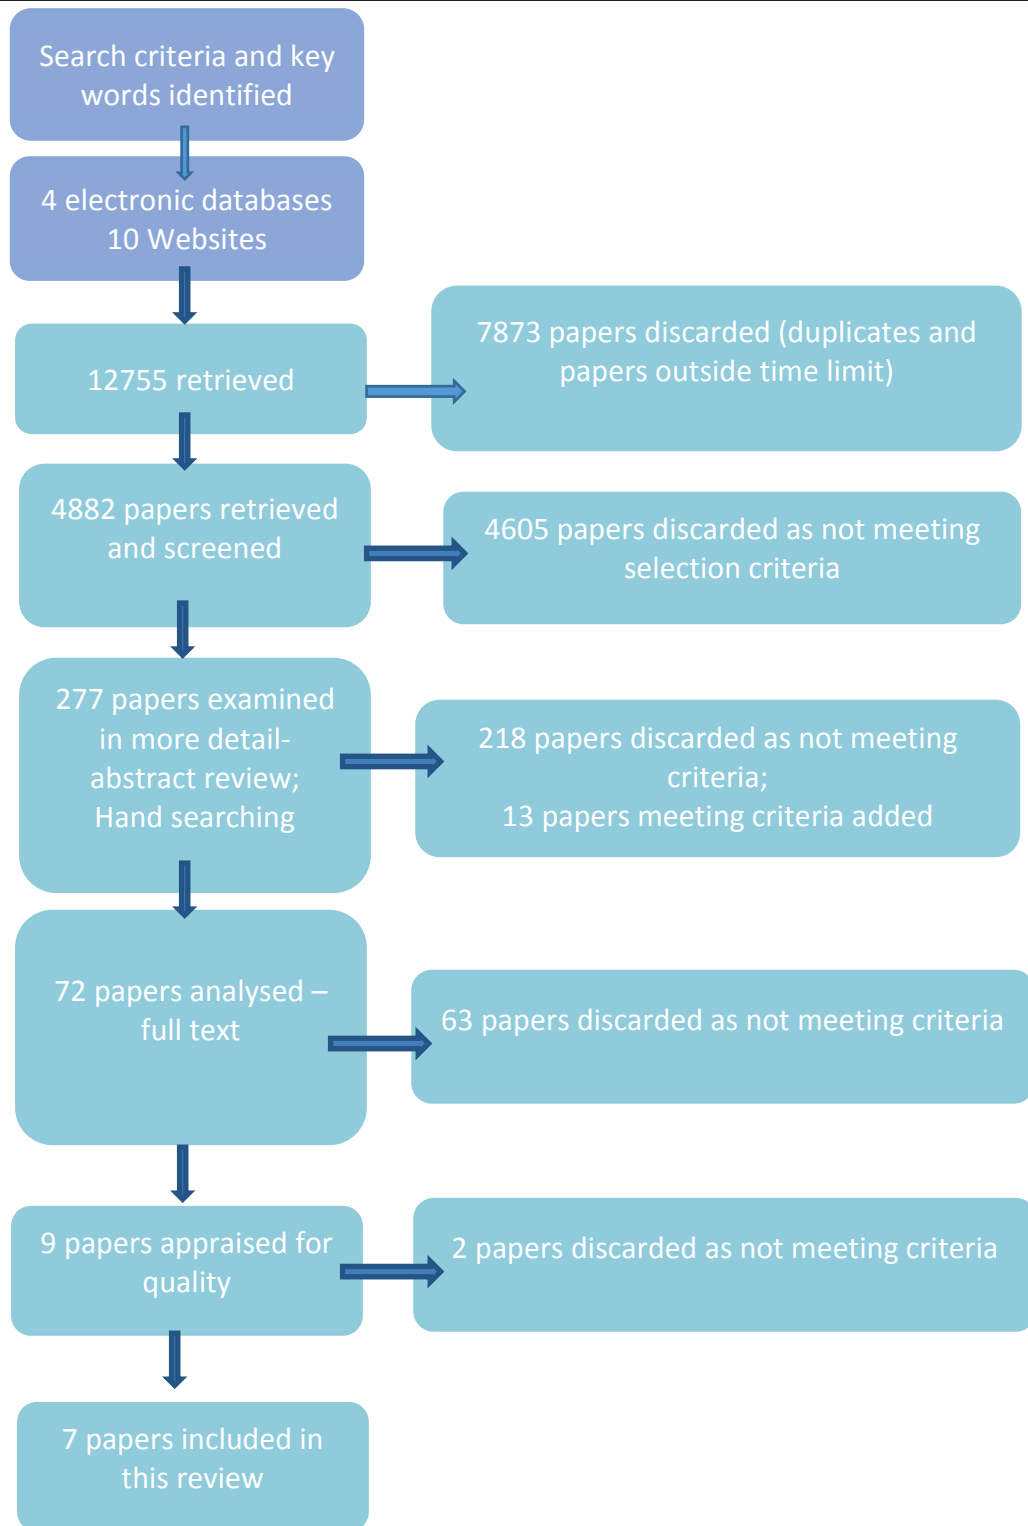 Search criteria and key
words identified
4 electronic databases
10 Websites
12755 retrieved
7873 papers discarded (duplicates and
papers outside time limit)
4882 papers retrieved
and screened
4605 papers discarded as not meeting
selection criteria
277 papers examined
in more detail-
abstract review;
Hand searching
218 papers discarded as not meeting
criteria;
13 papers meeting criteria added
72 papers analysed –
full text
63 papers discarded as not meeting criteria
9 papers appraised for
quality
2 papers discarded as not meeting criteria
7 papers included in
this review